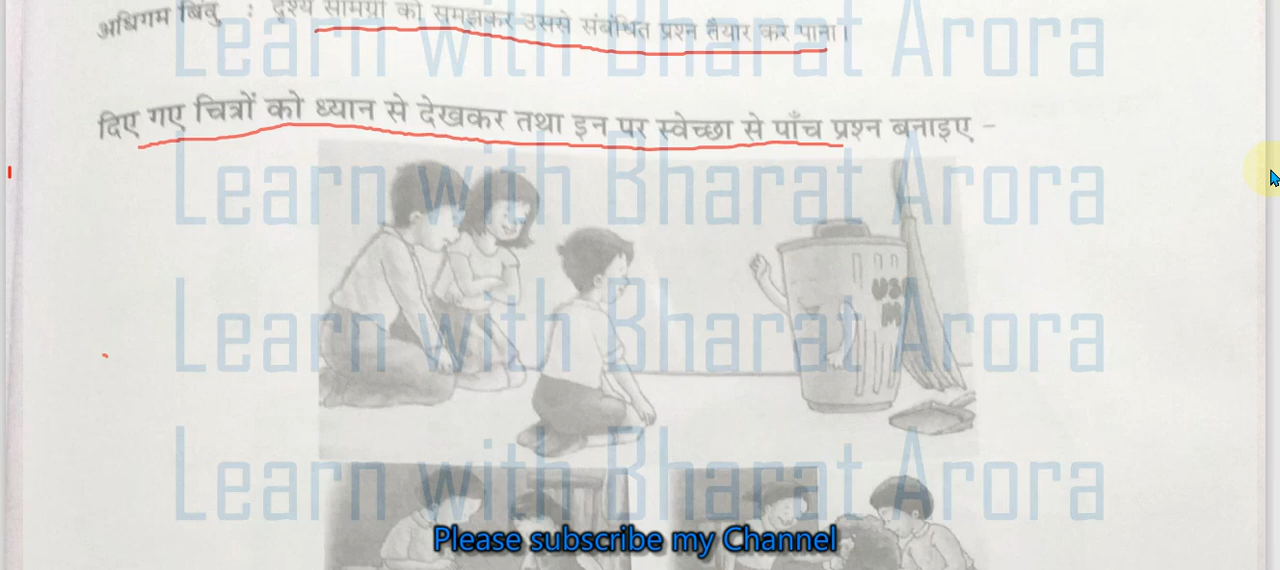 अधिगम बिंदु : दृश्य सामग्री को समझकर उससे संबंधित प्रश्न तैयार कर पाना।
Learn with Bharat Arora
दिए गए चित्रों को ध्यान से देखकर तथा इन पर स्वेच्छा से पाँच प्रश्न बनाइए –
Learn with Bharat Arora
USE
M
Learn with Bharat Arora
Learn with Bharat Arora
Please subscribe my Channel